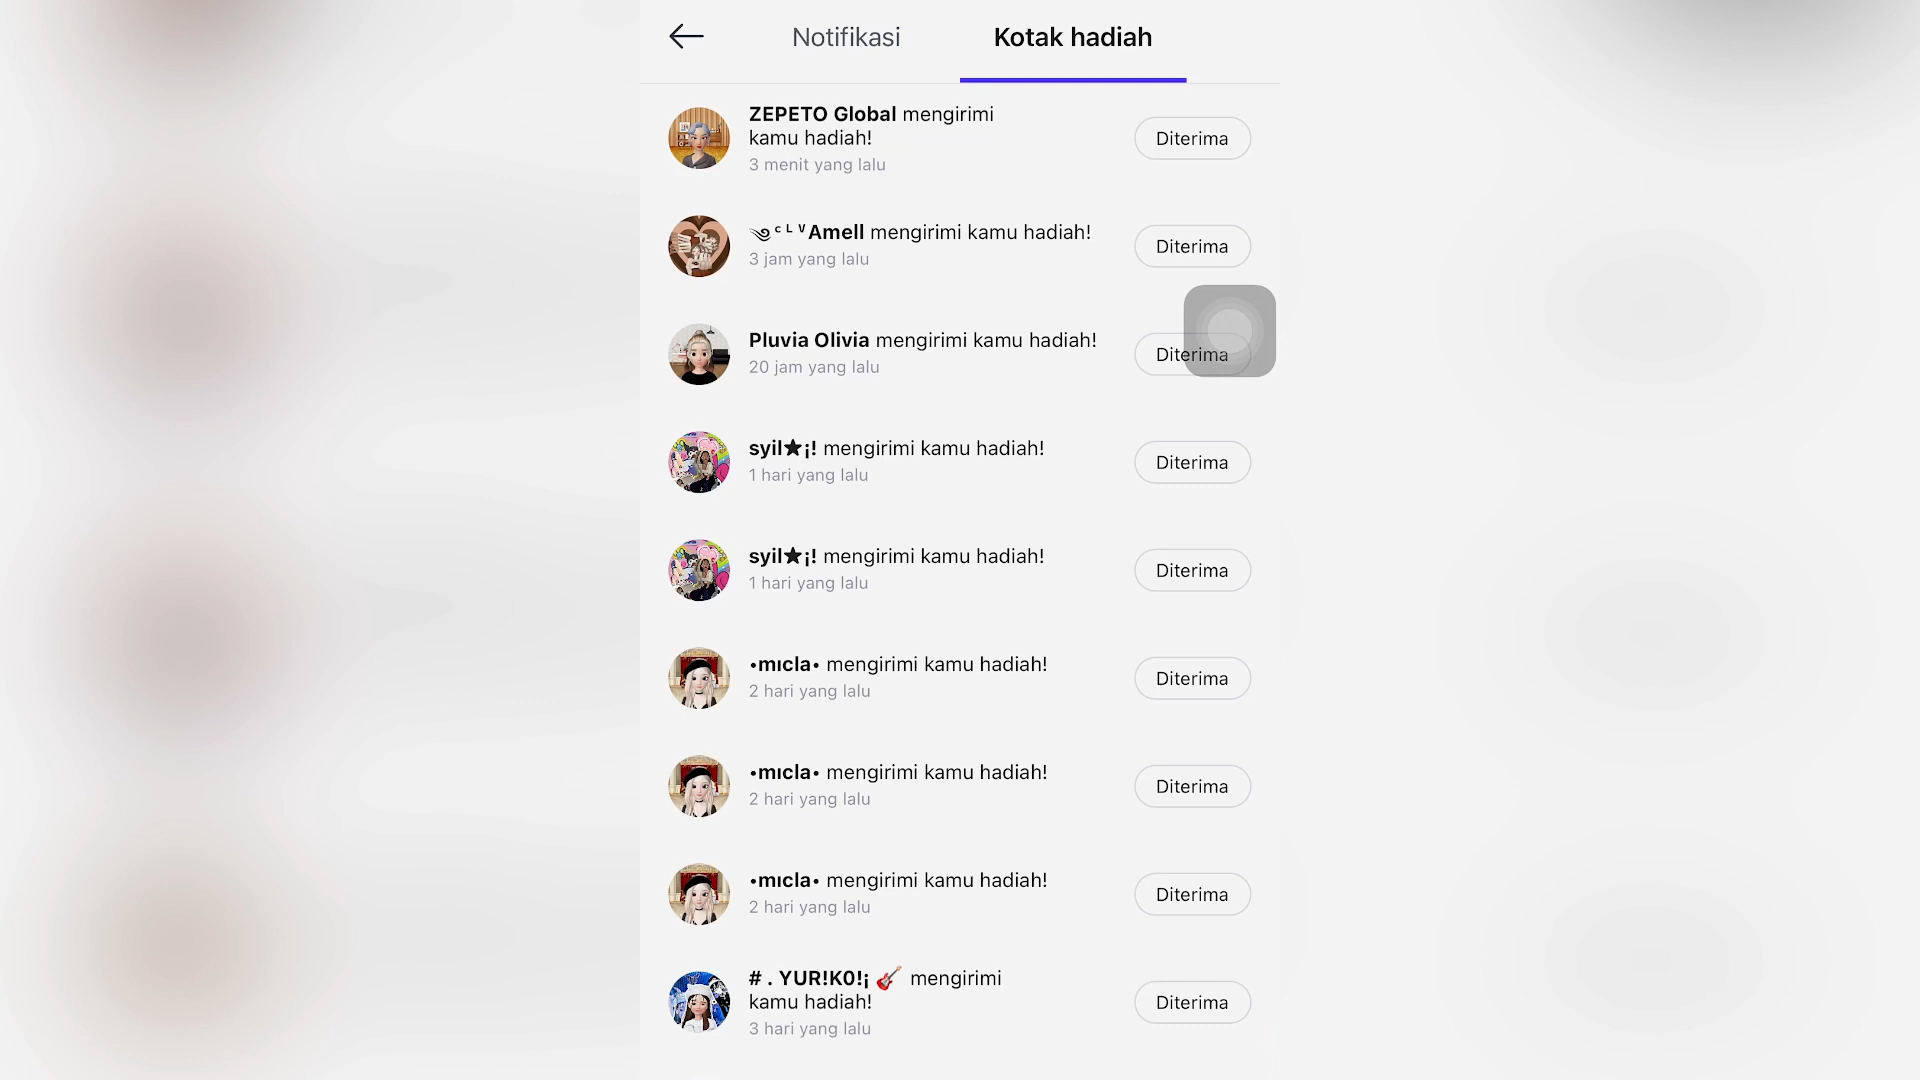 Notifikasi
Kotak hadiah
ZEPETO Global mengirimi
kamu hadiah!
3 menit yang lalu
Diterima
༄ᶜᴸⱽAmell mengirimi kamu hadiah!
3 jam yang lalu
Diterima
Pluvia Olivia mengirimi kamu hadiah!
20 jam yang lalu
Diterima
syil★¡! mengirimi kamu hadiah!
1 hari yang lalu
Diterima
syil★¡! mengirimi kamu hadiah!
1 hari yang lalu
Diterima
•mıcla• mengirimi kamu hadiah!
2 hari yang lalu
Diterima
•mıcla• mengirimi kamu hadiah!
2 hari yang lalu
Diterima
•mıcla• mengirimi kamu hadiah!
2 hari yang lalu
Diterima
# . YUR!K0!¡ 🎸 mengirimi
kamu hadiah!
3 hari yang lalu
Diterima